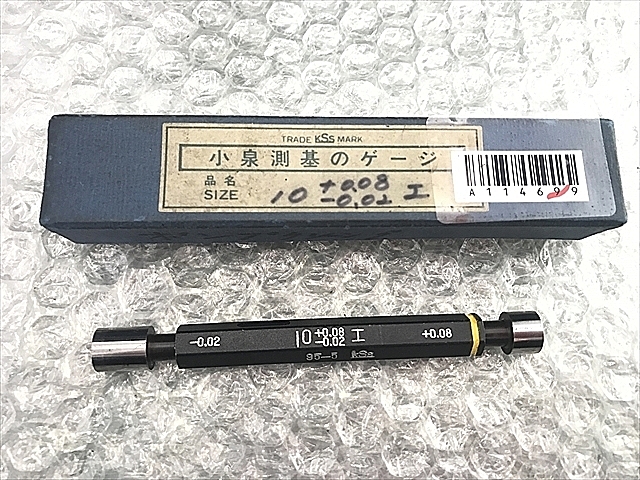 TRADE KSS MARK
小泉測基のゲージ
品名
SIZE
10 +0.08 -0.02 工
A114699
-0.02
10 +0.08 -0.02 工
+0.08
95-5 KSS